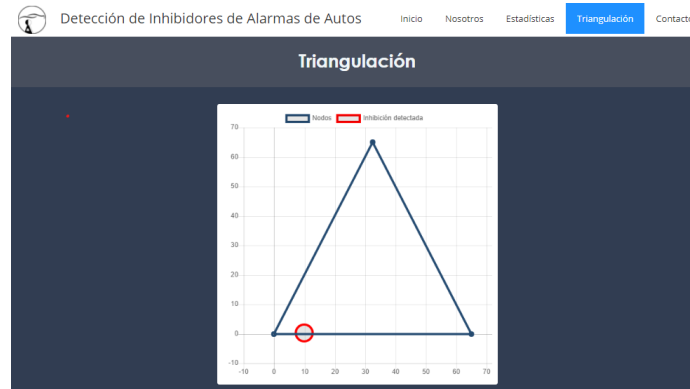 Detección de Inhibidores de Alarmas de Autos
Inicio Nosotros Estadísticas Triangulación Contacto
Triangulación
Nodos Inhibición detectada
70
60
50
40
30
20
10
0
-10
-10 0 10 20 30 40 50 60 70